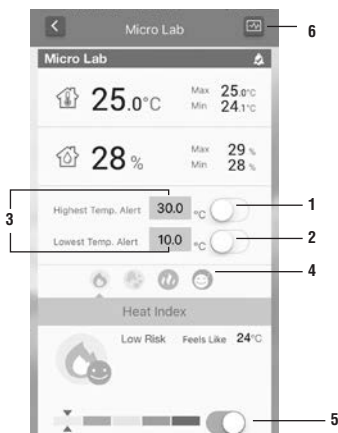 Micro Lab
6
Micro Lab
25.0°C Max 25.0°C
Min 24.1°C
28 % Max 29 %
Min 28 %
Highest Temp. Alert 30.0 °C 1
3
Lowest Temp. Alert 10.0 °C 2
4
Heat Index
Low Risk Feels Like 24°C
5